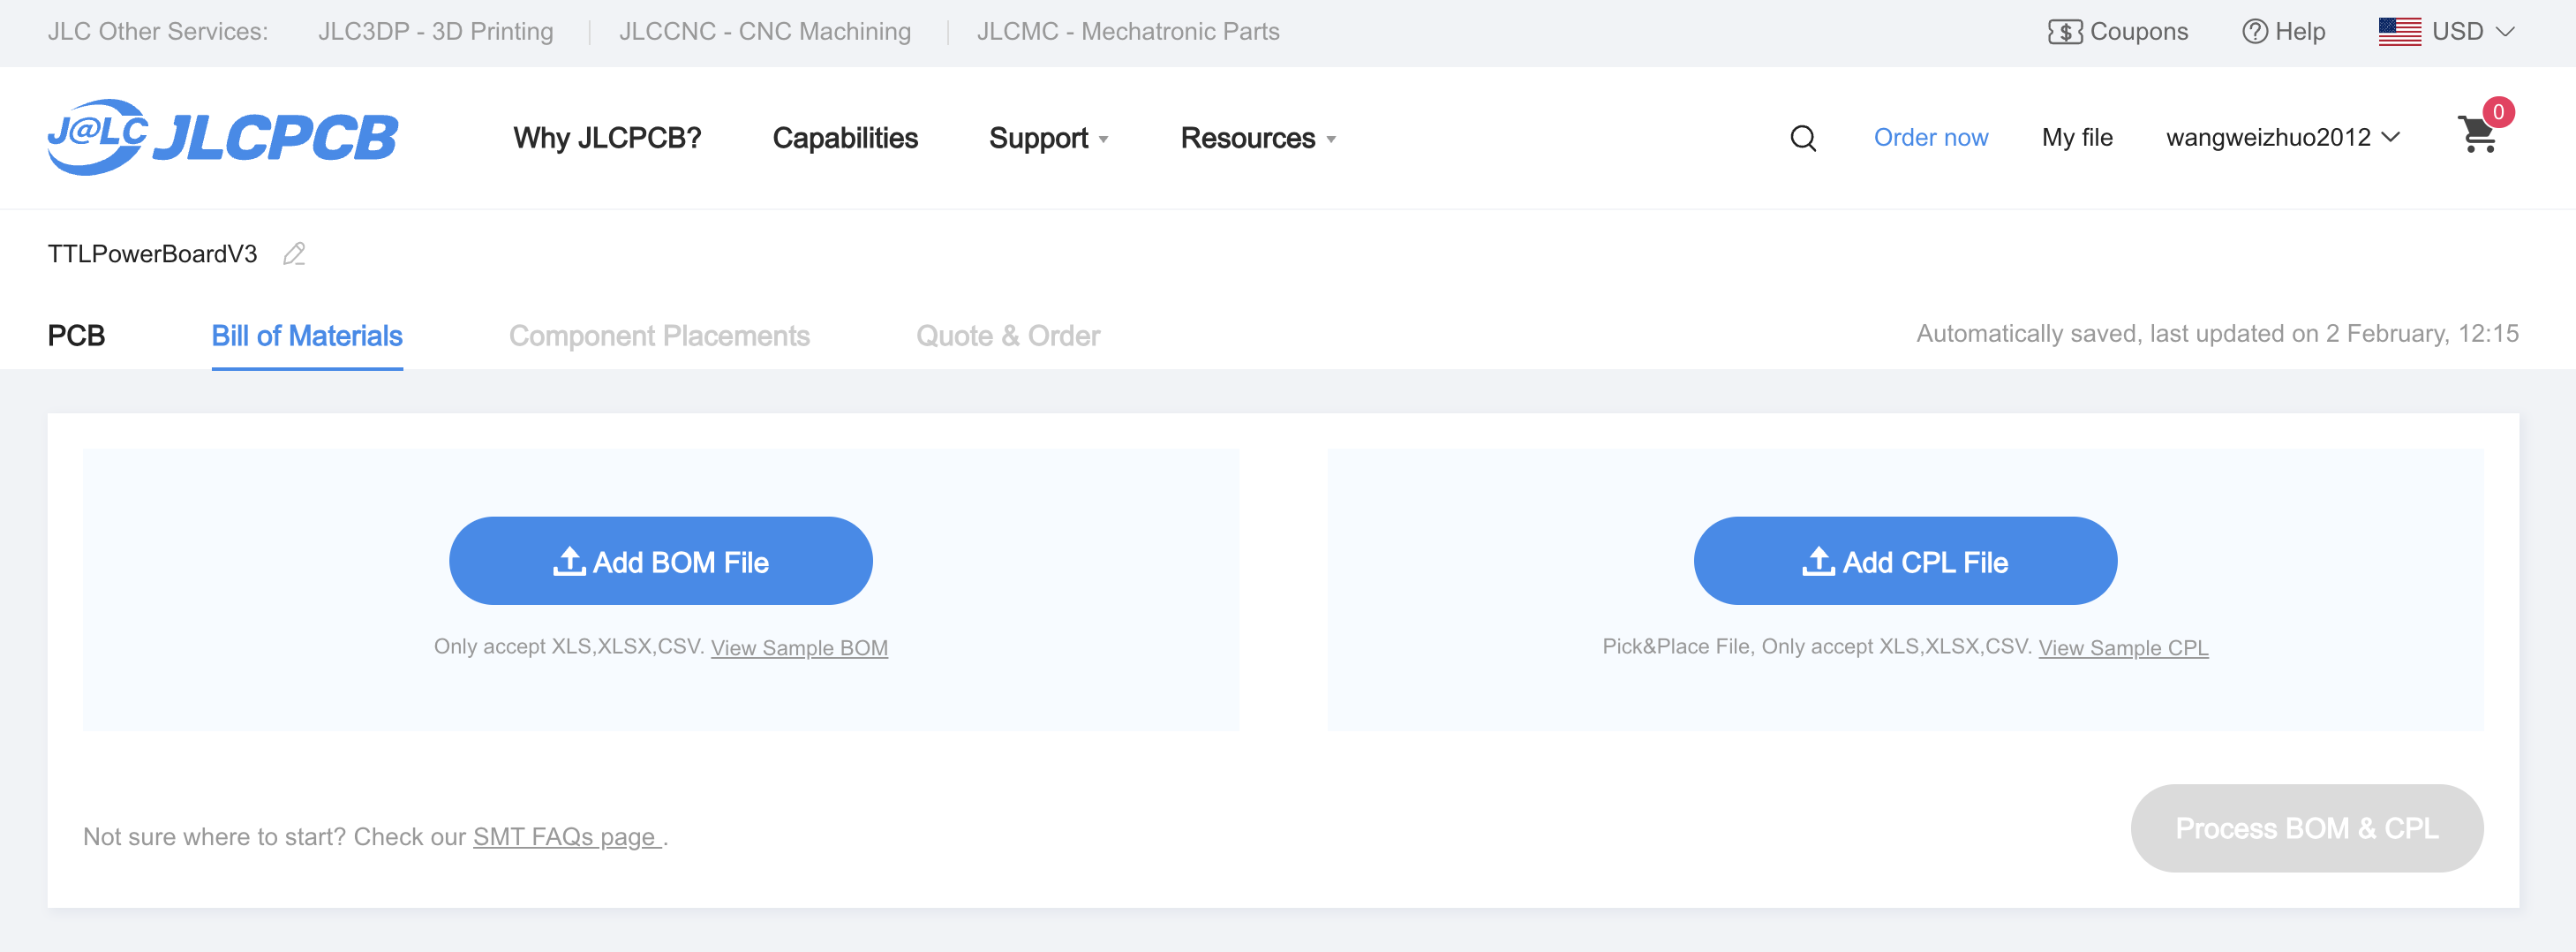 JLC Other Services: JLC3DP - 3D Printing JLCCNC - CNC Machining JLCMC - Mechatronic Parts Coupons Help USD
J@LC JLCPCB Why JLCPCB? Capabilities Support Resources Order now My file wangweizhuo2012 0
TTLPowerBoardV3
PCB Bill of Materials Component Placements Quote & Order Automatically saved, last updated on 2 February, 12:15
Add BOM File Add CPL File
Only accept XLS,XLSX,CSV. View Sample BOM Pick&Place File, Only accept XLS,XLSX,CSV. View Sample CPL
Not sure where to start? Check our SMT FAQs page . Process BOM & CPL